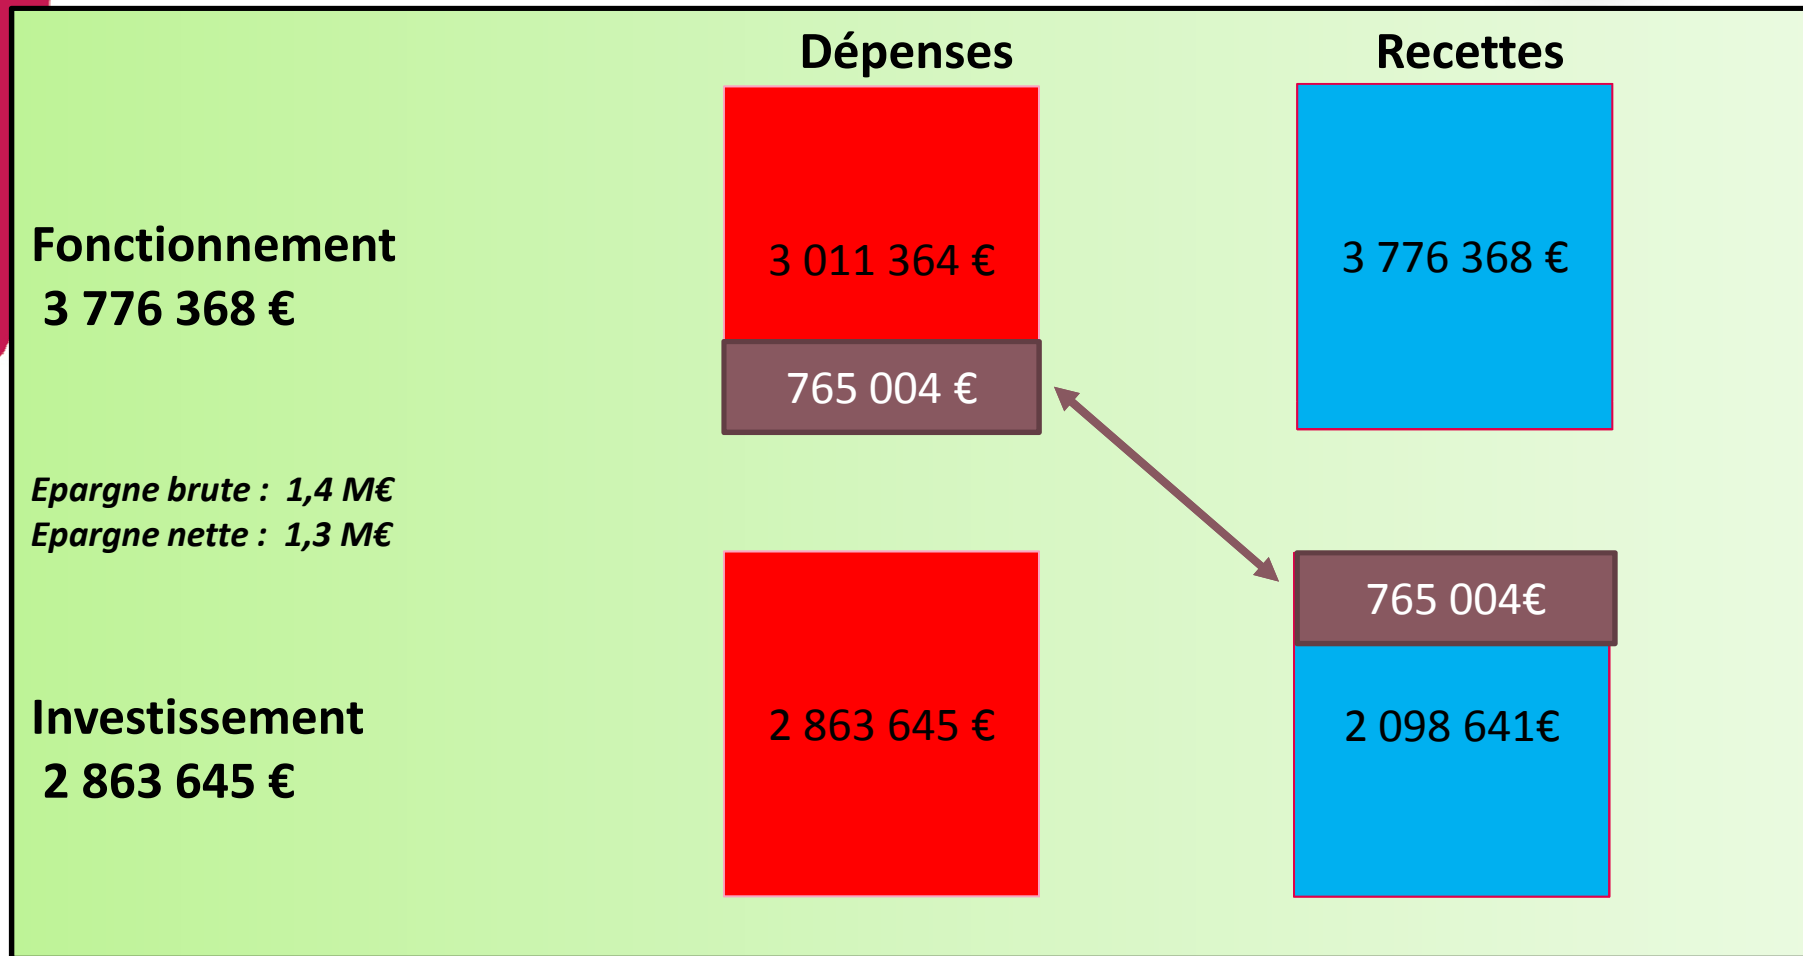 Dépenses
Recettes
Fonctionnement
3 776 368 €
3 011 364 €
3 776 368 €
765 004 €
Epargne brute : 1,4 M€
Epargne nette : 1,3 M€
765 004€
Investissement
2 863 645 €
2 863 645 €
2 098 641€